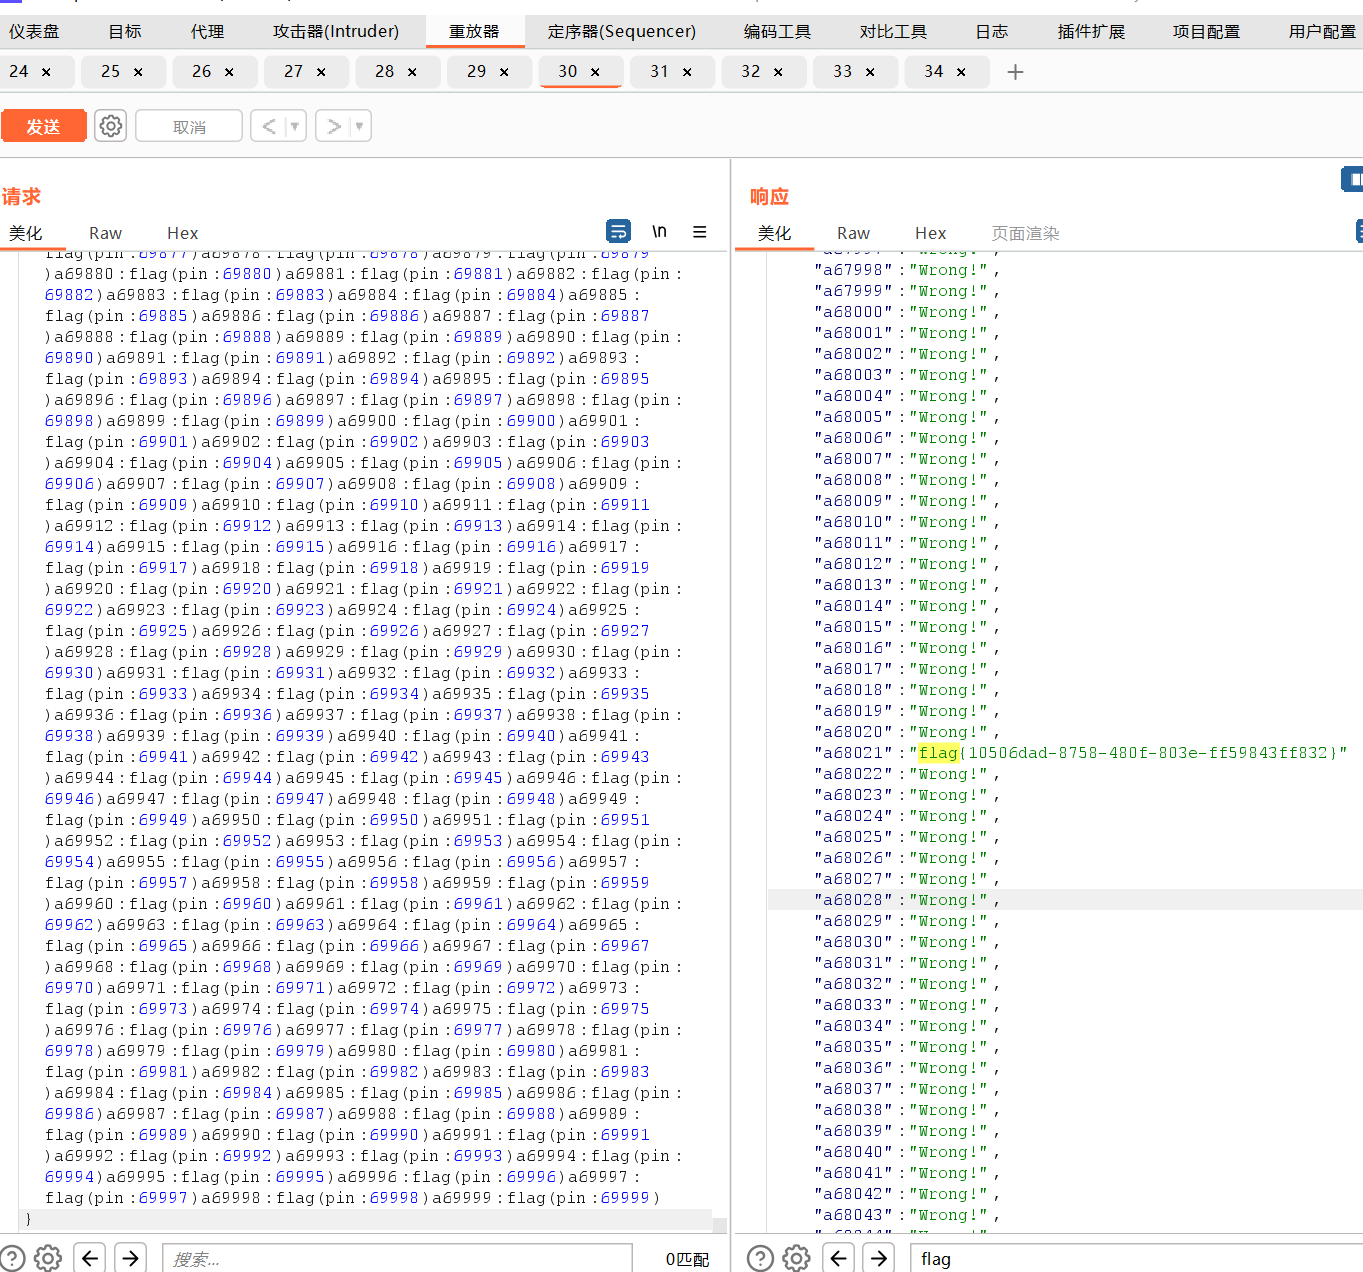 仪表盘 目标 代理 攻击器(Intruder) 重放器 定序器(Sequencer) 编码工具 对比工具 日志 插件扩展 项目配置 用户配置
24 × 25 × 26 × 27 × 28 × 29 × 30 × 31 × 32 × 33 × 34 × +
发送 取消 < ▼ > ▼
请求
美化 Raw Hex \n ≡
flag(pin:69877)a69878:flag(pin:69878)a69879:flag(pin:69879
)a69880:flag(pin:69880)a69881:flag(pin:69881)a69882:flag(pin:
69882)a69883:flag(pin:69883)a69884:flag(pin:69884)a69885:
flag(pin:69885)a69886:flag(pin:69886)a69887:flag(pin:69887
)a69888:flag(pin:69888)a69889:flag(pin:69889)a69890:flag(pin:
69890)a69891:flag(pin:69891)a69892:flag(pin:69892)a69893:
flag(pin:69893)a69894:flag(pin:69894)a69895:flag(pin:69895
)a69896:flag(pin:69896)a69897:flag(pin:69897)a69898:flag(pin:
69898)a69899:flag(pin:69899)a69900:flag(pin:69900)a69901:
flag(pin:69901)a69902:flag(pin:69902)a69903:flag(pin:69903
)a69904:flag(pin:69904)a69905:flag(pin:69905)a69906:flag(pin:
69906)a69907:flag(pin:69907)a69908:flag(pin:69908)a69909:
flag(pin:69909)a69910:flag(pin:69910)a69911:flag(pin:69911
)a69912:flag(pin:69912)a69913:flag(pin:69913)a69914:flag(pin:
69914)a69915:flag(pin:69915)a69916:flag(pin:69916)a69917:
flag(pin:69917)a69918:flag(pin:69918)a69919:flag(pin:69919
)a69920:flag(pin:69920)a69921:flag(pin:69921)a69922:flag(pin:
69922)a69923:flag(pin:69923)a69924:flag(pin:69924)a69925:
flag(pin:69925)a69926:flag(pin:69926)a69927:flag(pin:69927
)a69928:flag(pin:69928)a69929:flag(pin:69929)a69930:flag(pin:
69930)a69931:flag(pin:69931)a69932:flag(pin:69932)a69933:
flag(pin:69933)a69934:flag(pin:69934)a69935:flag(pin:69935
)a69936:flag(pin:69936)a69937:flag(pin:69937)a69938:flag(pin:
69938)a69939:flag(pin:69939)a69940:flag(pin:69940)a69941:
flag(pin:69941)a69942:flag(pin:69942)a69943:flag(pin:69943
)a69944:flag(pin:69944)a69945:flag(pin:69945)a69946:flag(pin:
69946)a69947:flag(pin:69947)a69948:flag(pin:69948)a69949:
flag(pin:69949)a69950:flag(pin:69950)a69951:flag(pin:69951
)a69952:flag(pin:69952)a69953:flag(pin:69953)a69954:flag(pin:
69954)a69955:flag(pin:69955)a69956:flag(pin:69956)a69957:
flag(pin:69957)a69958:flag(pin:69958)a69959:flag(pin:69959
)a69960:flag(pin:69960)a69961:flag(pin:69961)a69962:flag(pin:
69962)a69963:flag(pin:69963)a69964:flag(pin:69964)a69965:
flag(pin:69965)a69966:flag(pin:69966)a69967:flag(pin:69967
)a69968:flag(pin:69968)a69969:flag(pin:69969)a69970:flag(pin:
69970)a69971:flag(pin:69971)a69972:flag(pin:69972)a69973:
flag(pin:69973)a69974:flag(pin:69974)a69975:flag(pin:69975
)a69976:flag(pin:69976)a69977:flag(pin:69977)a69978:flag(pin:
69978)a69979:flag(pin:69979)a69980:flag(pin:69980)a69981:
flag(pin:69981)a69982:flag(pin:69982)a69983:flag(pin:69983
)a69984:flag(pin:69984)a69985:flag(pin:69985)a69986:flag(pin:
69986)a69987:flag(pin:69987)a69988:flag(pin:69988)a69989:
flag(pin:69989)a69990:flag(pin:69990)a69991:flag(pin:69991
)a69992:flag(pin:69992)a69993:flag(pin:69993)a69994:flag(pin:
69994)a69995:flag(pin:69995)a69996:flag(pin:69996)a69997:
flag(pin:69997)a69998:flag(pin:69998)a69999:flag(pin:69999)
}
搜索... 0匹配
响应
美化 Raw Hex 页面渲染
"a67997":"Wrong!",
"a67998":"Wrong!",
"a67999":"Wrong!",
"a68000":"Wrong!",
"a68001":"Wrong!",
"a68002":"Wrong!",
"a68003":"Wrong!",
"a68004":"Wrong!",
"a68005":"Wrong!",
"a68006":"Wrong!",
"a68007":"Wrong!",
"a68008":"Wrong!",
"a68009":"Wrong!",
"a68010":"Wrong!",
"a68011":"Wrong!",
"a68012":"Wrong!",
"a68013":"Wrong!",
"a68014":"Wrong!",
"a68015":"Wrong!",
"a68016":"Wrong!",
"a68017":"Wrong!",
"a68018":"Wrong!",
"a68019":"Wrong!",
"a68020":"Wrong!",
"a68021":"flag{10506dad-8758-480f-803e-ff59843ff832}"
"a68022":"Wrong!",
"a68023":"Wrong!",
"a68024":"Wrong!",
"a68025":"Wrong!",
"a68026":"Wrong!",
"a68027":"Wrong!",
"a68028":"Wrong!",
"a68029":"Wrong!",
"a68030":"Wrong!",
"a68031":"Wrong!",
"a68032":"Wrong!",
"a68033":"Wrong!",
"a68034":"Wrong!",
"a68035":"Wrong!",
"a68036":"Wrong!",
"a68037":"Wrong!",
"a68038":"Wrong!",
"a68039":"Wrong!",
"a68040":"Wrong!",
"a68041":"Wrong!",
"a68042":"Wrong!",
"a68043":"Wrong!",
flag